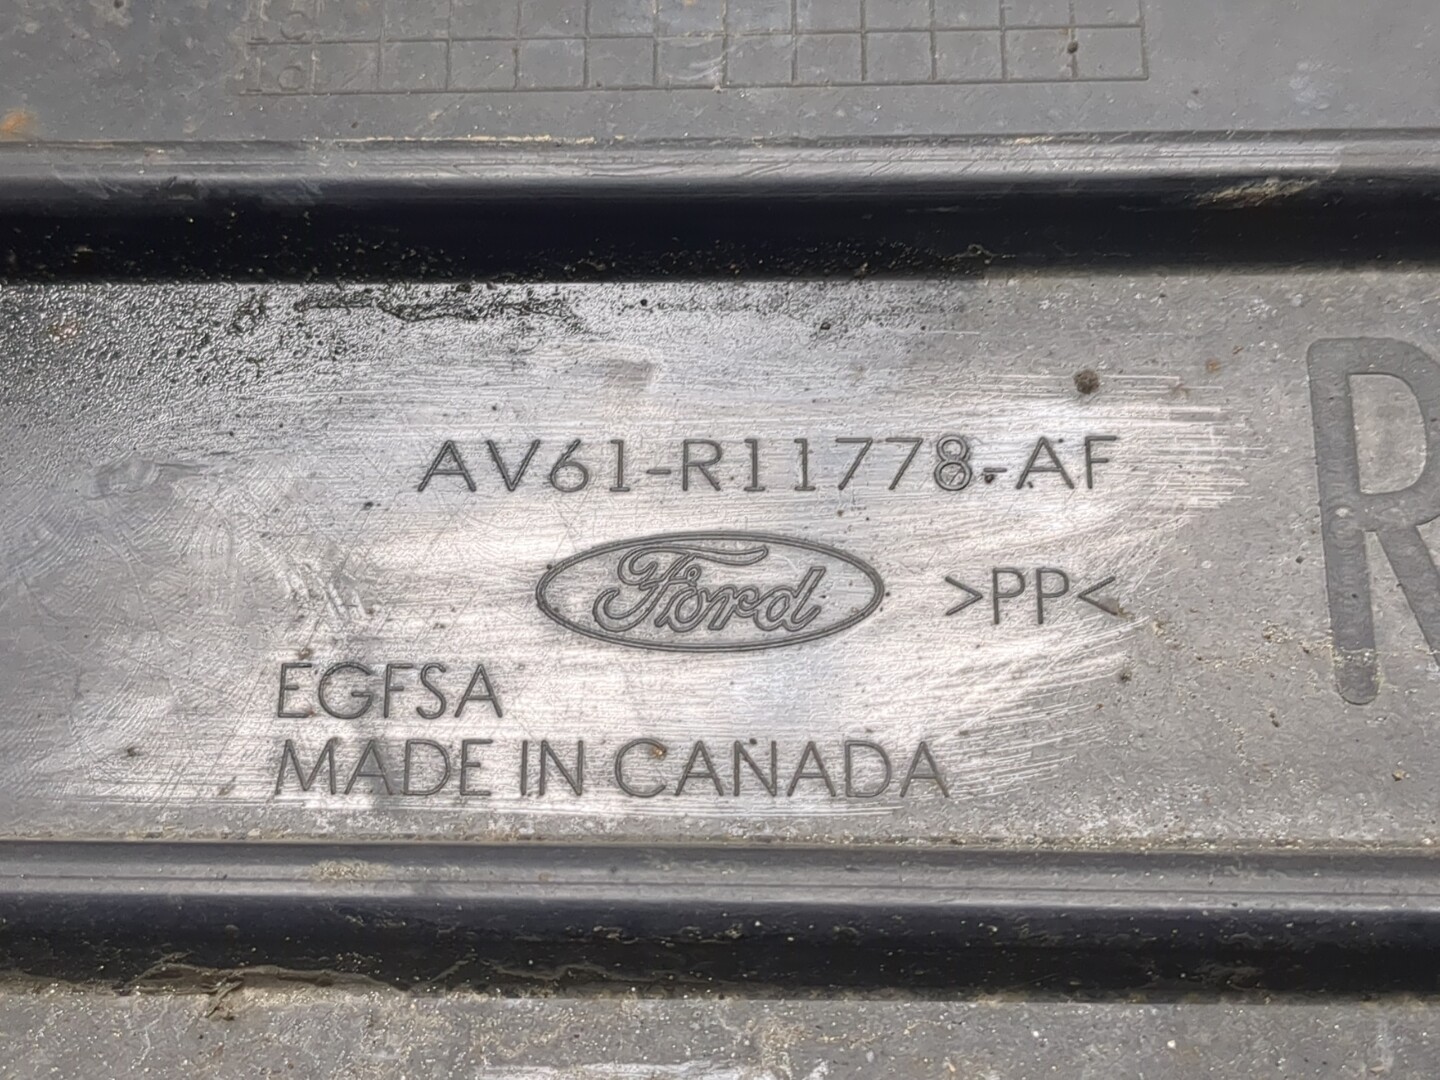 AV61-R11778-AF
Ford >PP<
R
EGFSA
MADE IN CANADA